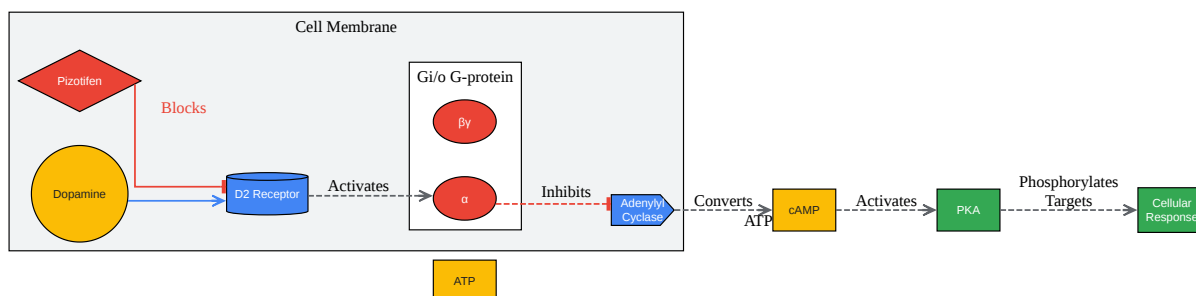 Cell Membrane
Pizotifen
Blocks
Dopamine
D2 Receptor
Activates
Gi/o G-protein
βγ
α
Inhibits
Adenylyl
Cyclase
Converts
ATP
cAMP
Activates
PKA
Phosphorylates
Targets
Cellular
Response
ATP